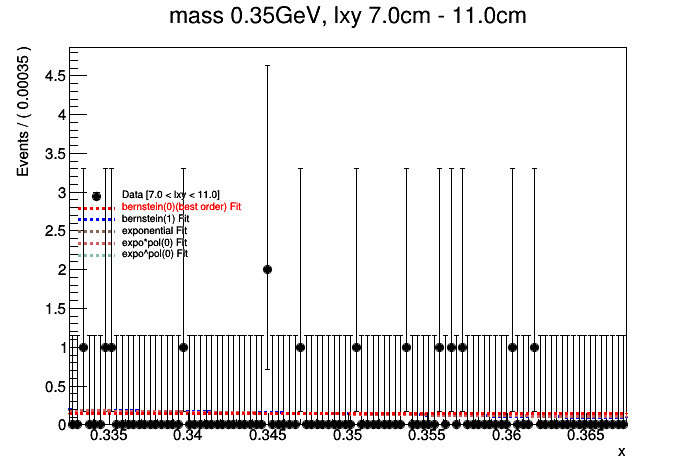 mass 0.35GeV, lxy 7.0cm - 11.0cm
Events / ( 0.00035 )
4.5
4
3.5
3
2.5
2
1.5
1
0.5
0
Data [7.0 < lxy < 11.0]
bernstein(0)(best order) Fit
bernstein(1) Fit
exponential Fit
expo*pol(0) Fit
expo^pol(0) Fit
0.335 0.34 0.345 0.35 0.355 0.36 0.365
x